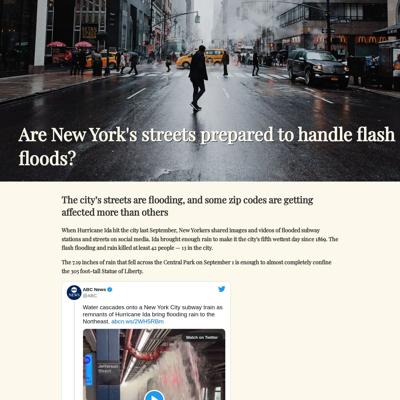 Are New York's streets prepared to handle flash
floods?
The city's streets are flooding, and some zip codes are getting
affected more than others
When Hurricane Ida hit the city last September, New Yorkers shared images and videos of flooded subway
stations and streets on social media. Ida brought enough rain to make it the city's fifth wettest day since 1869. The
flash flooding and rain killed at least 42 people — 13 in the city.
The 7.19 inches of rain that fell across the Central Park on September 1 is enough to almost completely confine
the 305 foot-tall Statue of Liberty.
ABC News
@ABC
Water cascades onto a New York City subway train as
remnants of Hurricane Ida bring flooding rain to the
Northeast. abcn.ws/2WH5RBm
Watch on Twitter
Jefferson
Street